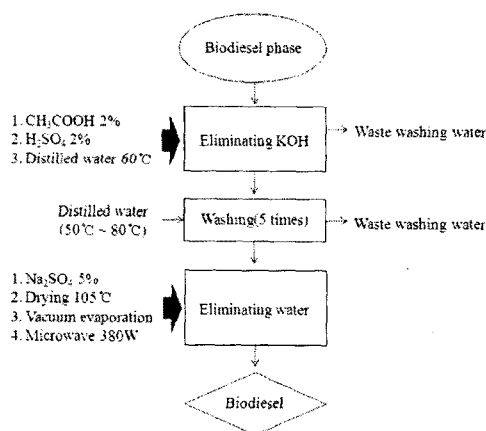 Biodiesel phase
1. CH₃COOH 2%
2. H₂SO₄ 2%
3. Distilled water 60℃
Eliminating KOH
Waste washing water
Distilled water
(50℃ ~ 80℃)
Washing(5 times)
Waste washing water
1. Na₂SO₄ 5%
2. Drying 105℃
3. Vacuum evaporation
4. Microwave 380W
Eliminating water
Biodiesel